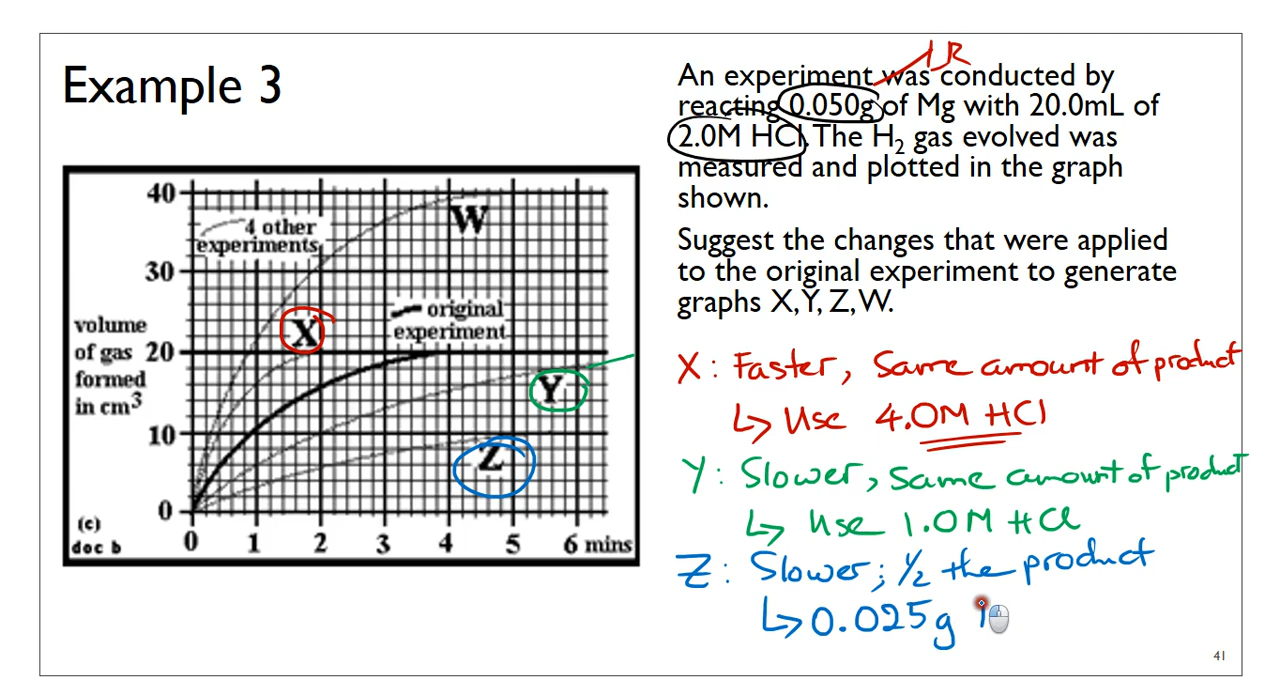 Example 3
An experiment was conducted by
reacting 0.050g of Mg with 20.0mL of
2.0M HCl. The H₂ gas evolved was
measured and plotted in the graph
shown.
Suggest the changes that were applied
to the original experiment to generate
graphs X, Y, Z, W.
LR
40
30
20
10
0
4 other
experiments
W
X
original
experiment
Y
Z
volume
of gas
formed
in cm³
(c)
doc b
0 1 2 3 4 5 6 mins
X : Faster, same amount of product
↳ Use 4.0M HCl
Y : Slower, same amount of product
↳ Use 1.0M HCl
Z : Slower; ½ the product
↳ 0.025g
41